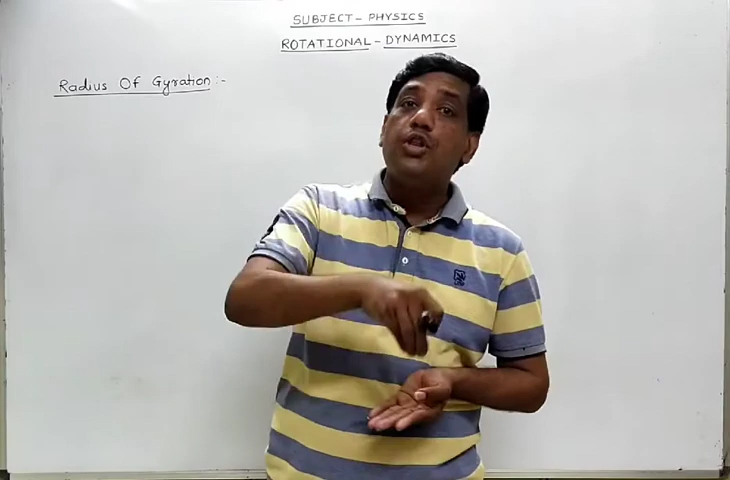 SUBJECT - PHYSICS
ROTATIONAL - DYNAMICS
Radius Of Gyration :-